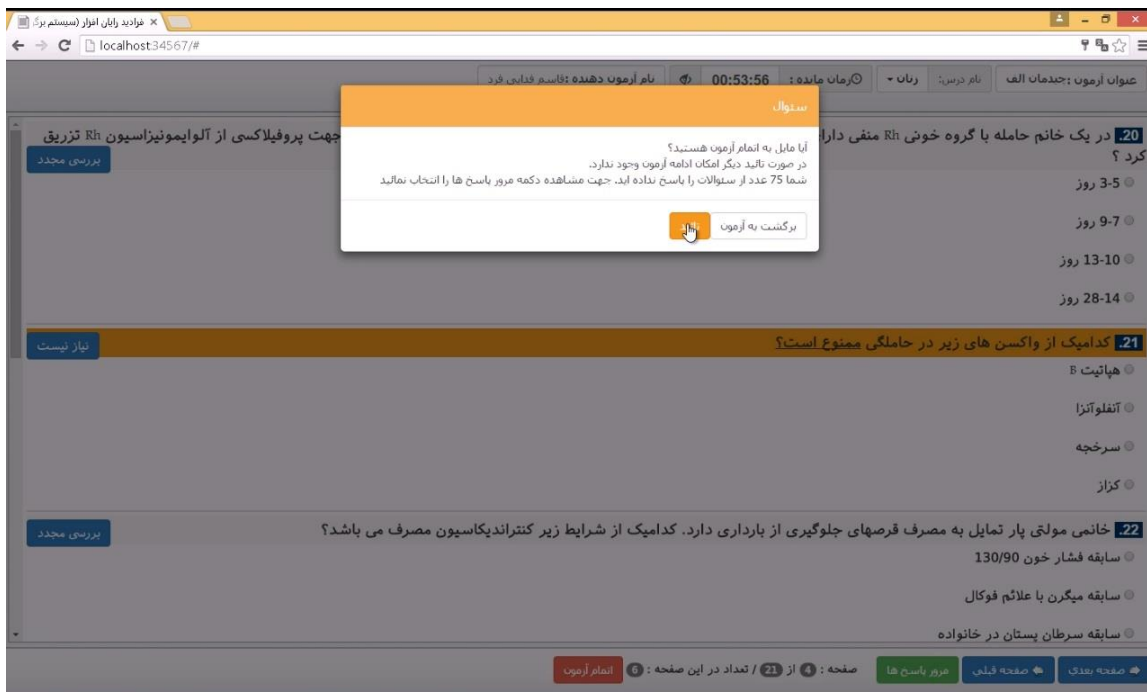 فرادید رایان افزار (سیستم برگ
localhost:34567/#
عنوان آزمون :چندمان الف نام درس: زبان زمان مانده : 00:53:56 نام آزمون دهنده :قاسم فدایی فرد
سئوال
آیا مایل به اتمام آزمون هستید؟
در صورت تائید دیگر امکان ادامه آزمون وجود ندارد.
شما 75 عدد از سئوالات را پاسخ نداده اید. جهت مشاهده دکمه مرور پاسخ ها را انتخاب نمائید
برگشت به آزمون
20. در یک خانم حامله با گروه خونی Rh منفی جهت پروفیلاکسی از آلوایمونیزاسیون Rh تزریق
کرد ؟
بررسی مجدد
3-5 روز
9-7 روز
13-10 روز
28-14 روز
21. کدامیک از واکسن های زیر در حاملگی ممنوع است؟
نیاز نیست
هپاتیت B
آنفلوآنزا
سرخجه
کزاز
22. خانمی مولتی پار تمایل به مصرف قرصهای جلوگیری از بارداری دارد. کدامیک از شرایط زیر کنتراندیکاسیون مصرف می باشد؟
بررسی مجدد
سابقه فشار خون 130/90
سابقه میگرن با علائم فوکال
سابقه سرطان پستان در خانواده
صفحه بعدی صفحه قبلی مرور پاسخ ها صفحه : 4 از 21 / تعداد در این صفحه : 6 اتمام آزمون